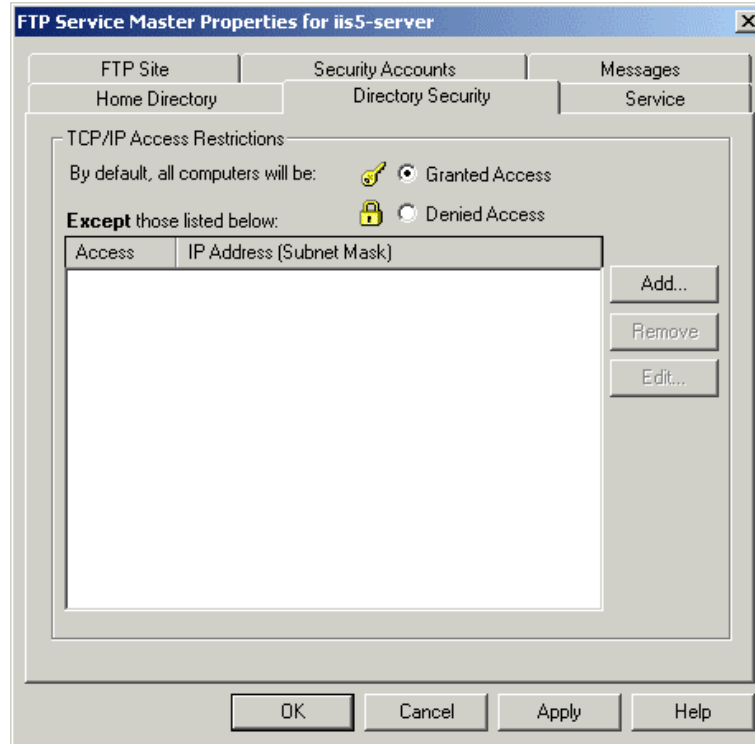 FTP Service Master Properties for iis5-server
FTP Site Security Accounts Messages
Home Directory Directory Security Service
TCP/IP Access Restrictions
By default, all computers will be: Granted Access
Denied Access
Except those listed below:
Access IP Address (Subnet Mask)
Add...
Remove
Edit...
OK Cancel Apply Help